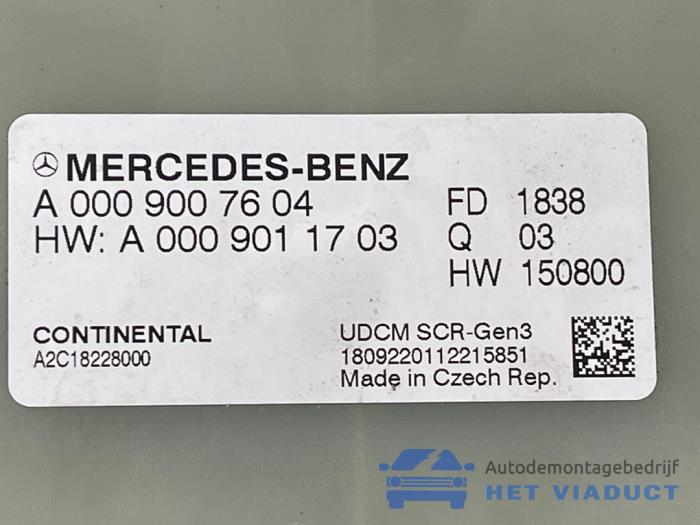 MERCEDES-BENZ
A 000 900 76 04 FD 1838
HW: A 000 901 17 03 Q 03
HW 150800
CONTINENTAL UDCM SCR-Gen3
A2C18228000 1809220112215851
Made in Czech Rep.
Autodemontagebedrijf
HET VIADUCT